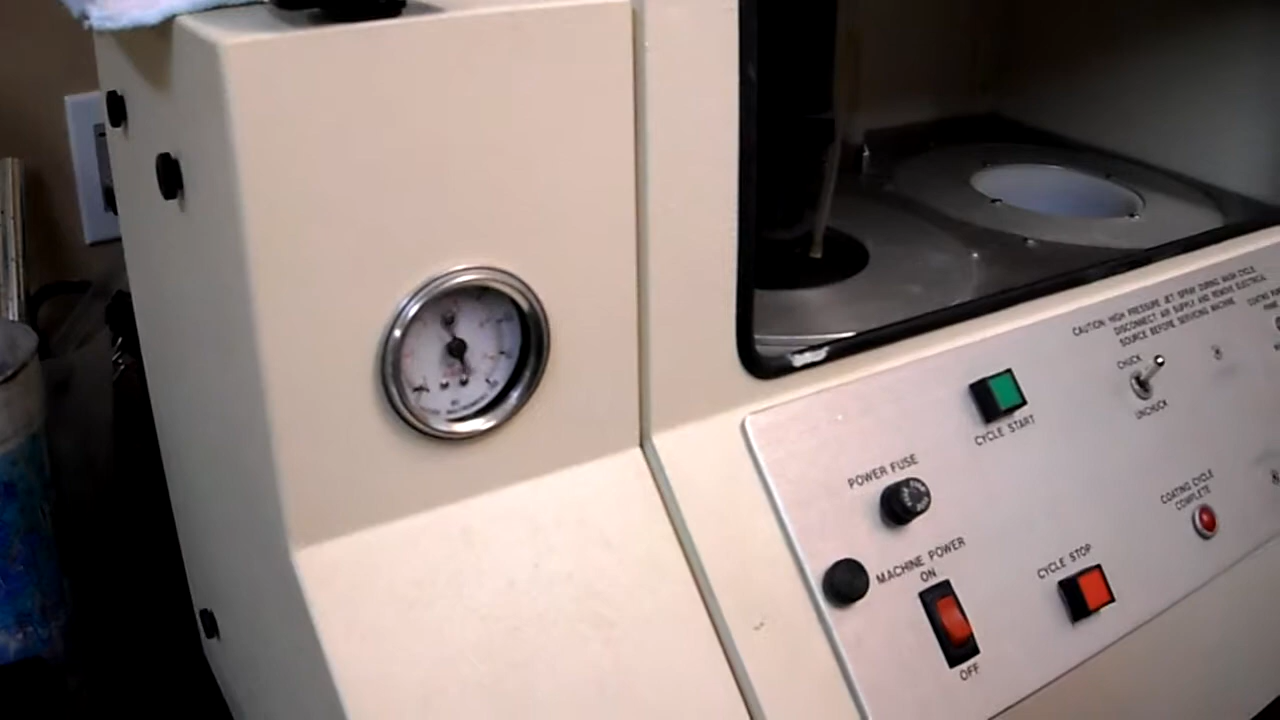 CAUTION: HIGH PRESSURE JET SPRAY DURING WASH CYCLE.
DISCONNECT AIR SUPPLY AND REMOVE ELECTRICAL
SOURCE BEFORE SERVICING MACHINE.
CHUCK
UNCHUCK
CYCLE START
POWER FUSE
COATING CYCLE
COMPLETE
MACHINE POWER
ON
OFF
CYCLE STOP